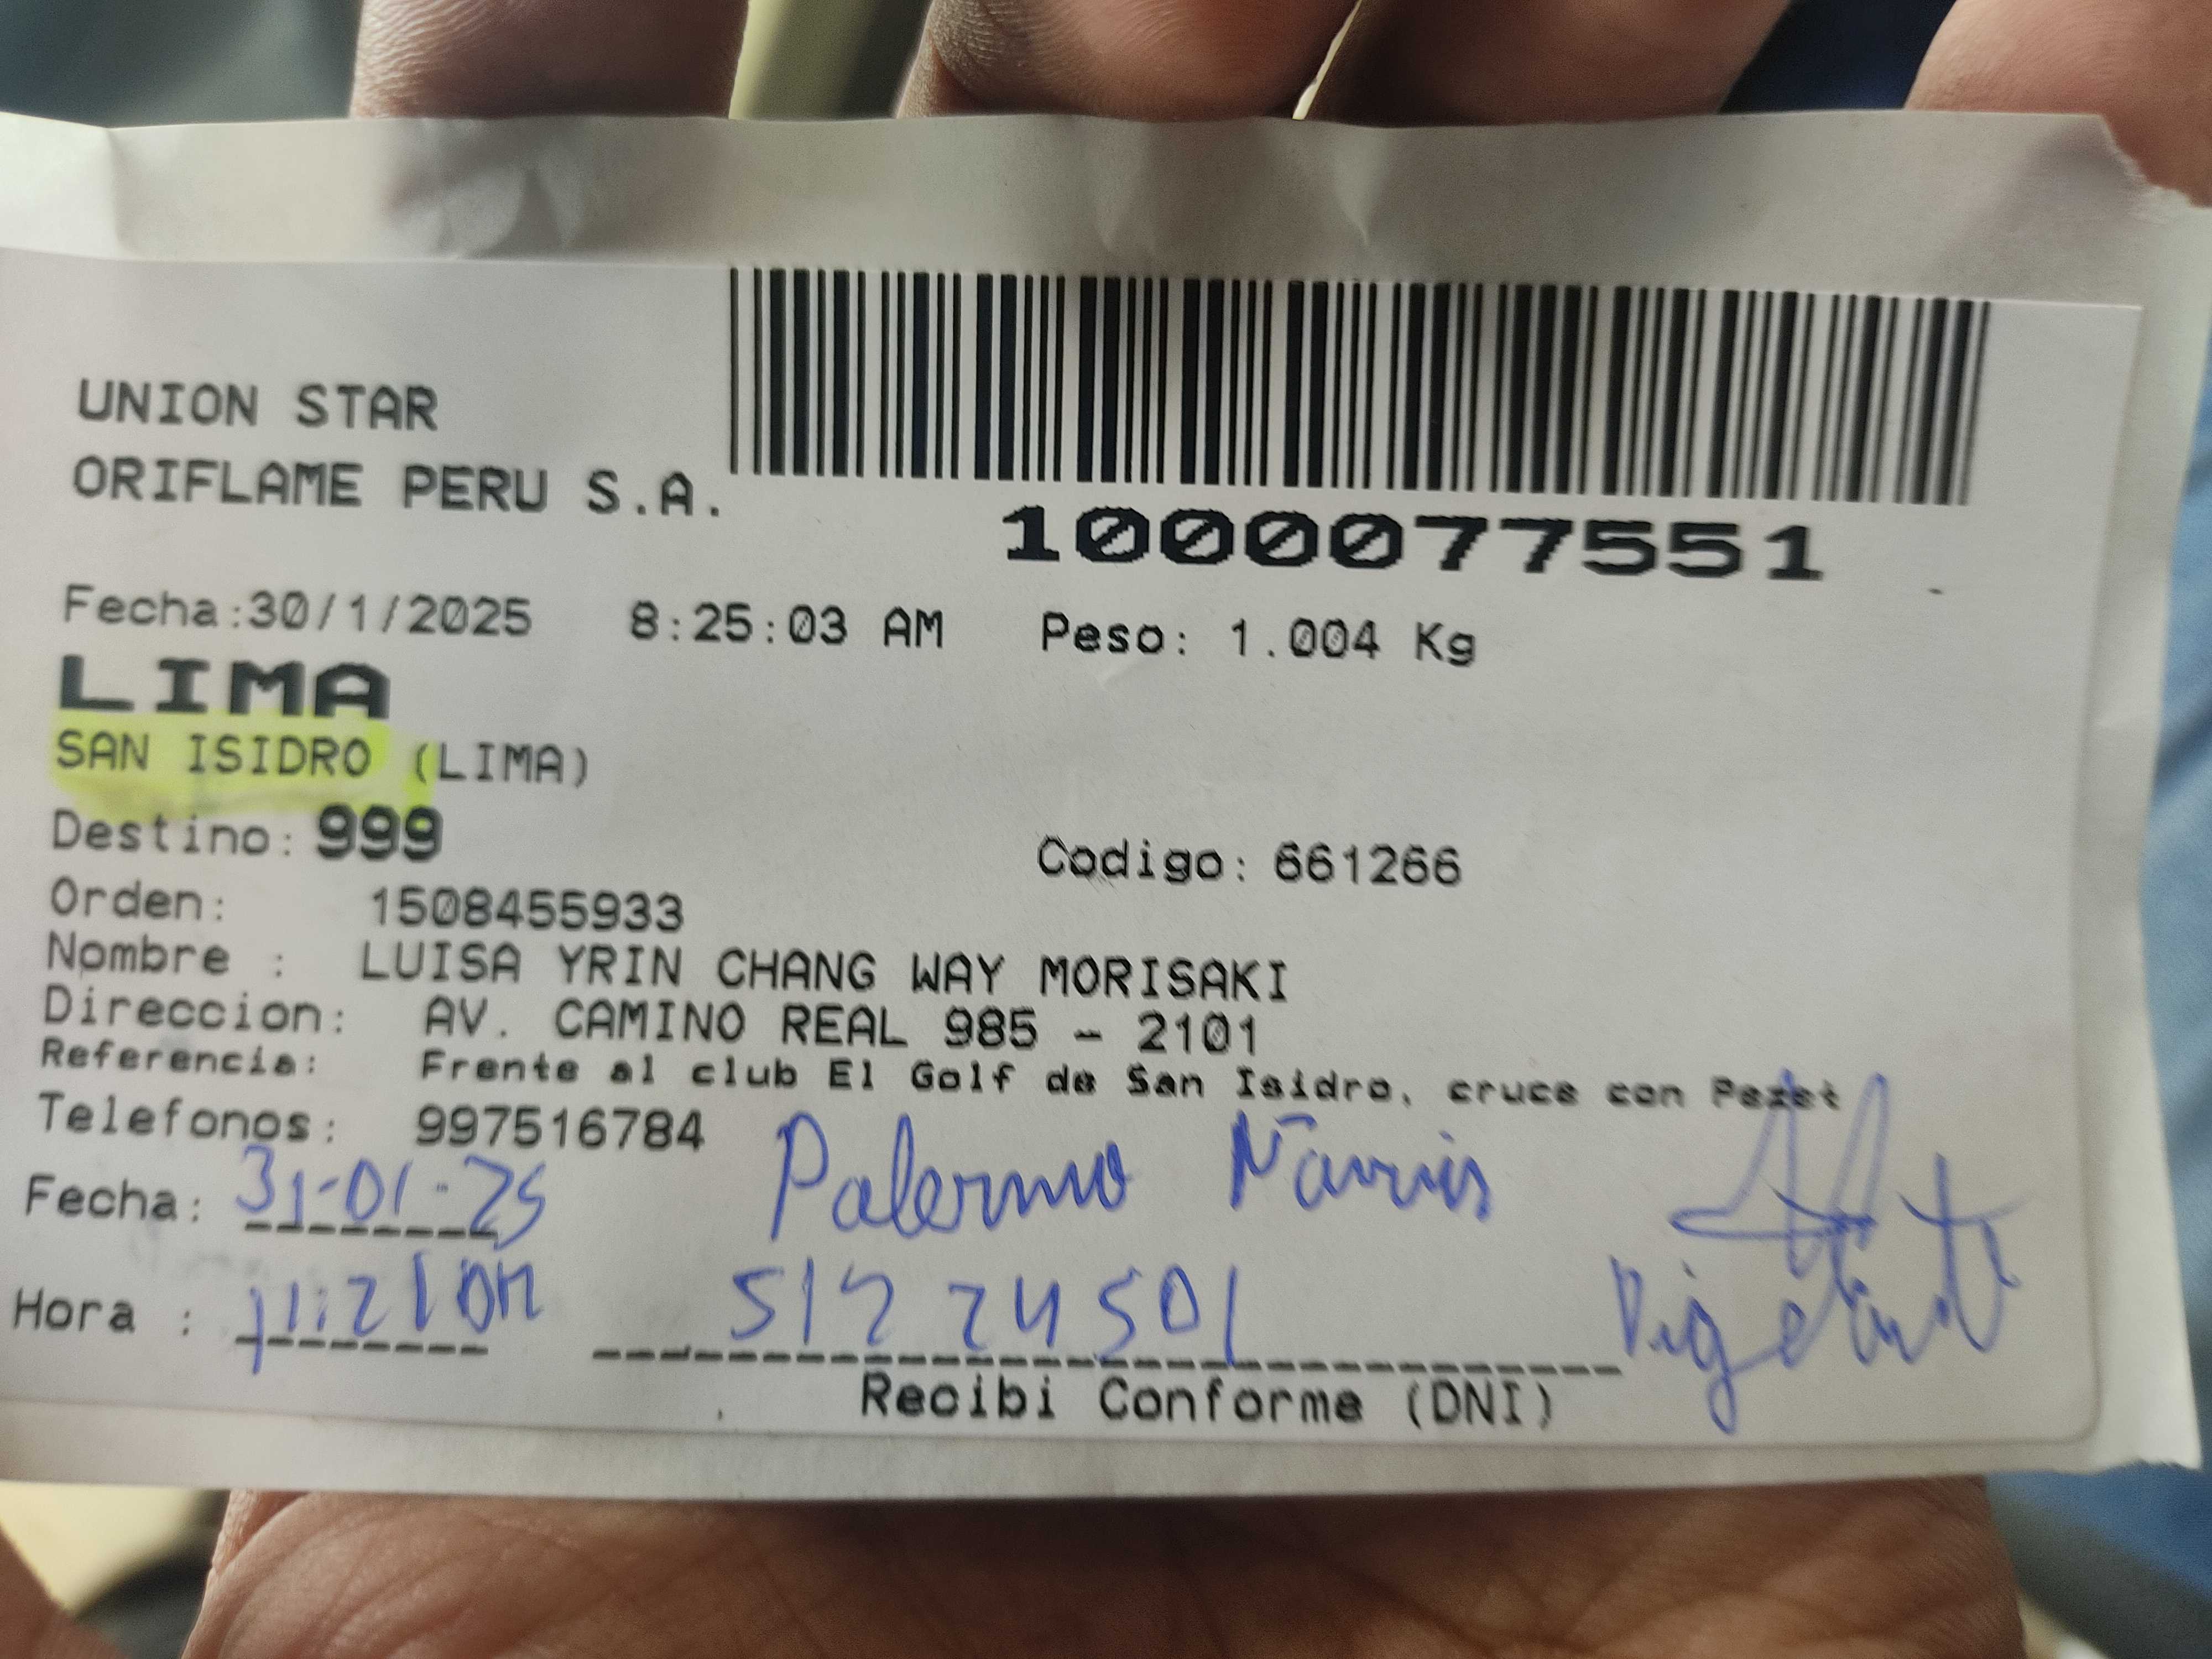 UNION STAR
ORIFLAME PERU S.A.
1000077551
Fecha:30/1/2025 8:25:03 AM Peso: 1.004 Kg
LIMA
SAN ISIDRO (LIMA)
Destino: 999
Codigo: 661266
Orden: 1508455933
Nombre : LUISA YRIN CHANG WAY MORISAKI
Direccion: AV. CAMINO REAL 985 - 2101
Referencia: Frente al club El Golf de San Isidro, cruce con Pezet
Telefonos: 997516784
Fecha: 31-01-25 Palermo
Hora : 11:21 Vigilante
Recibi Conforme (DNI)